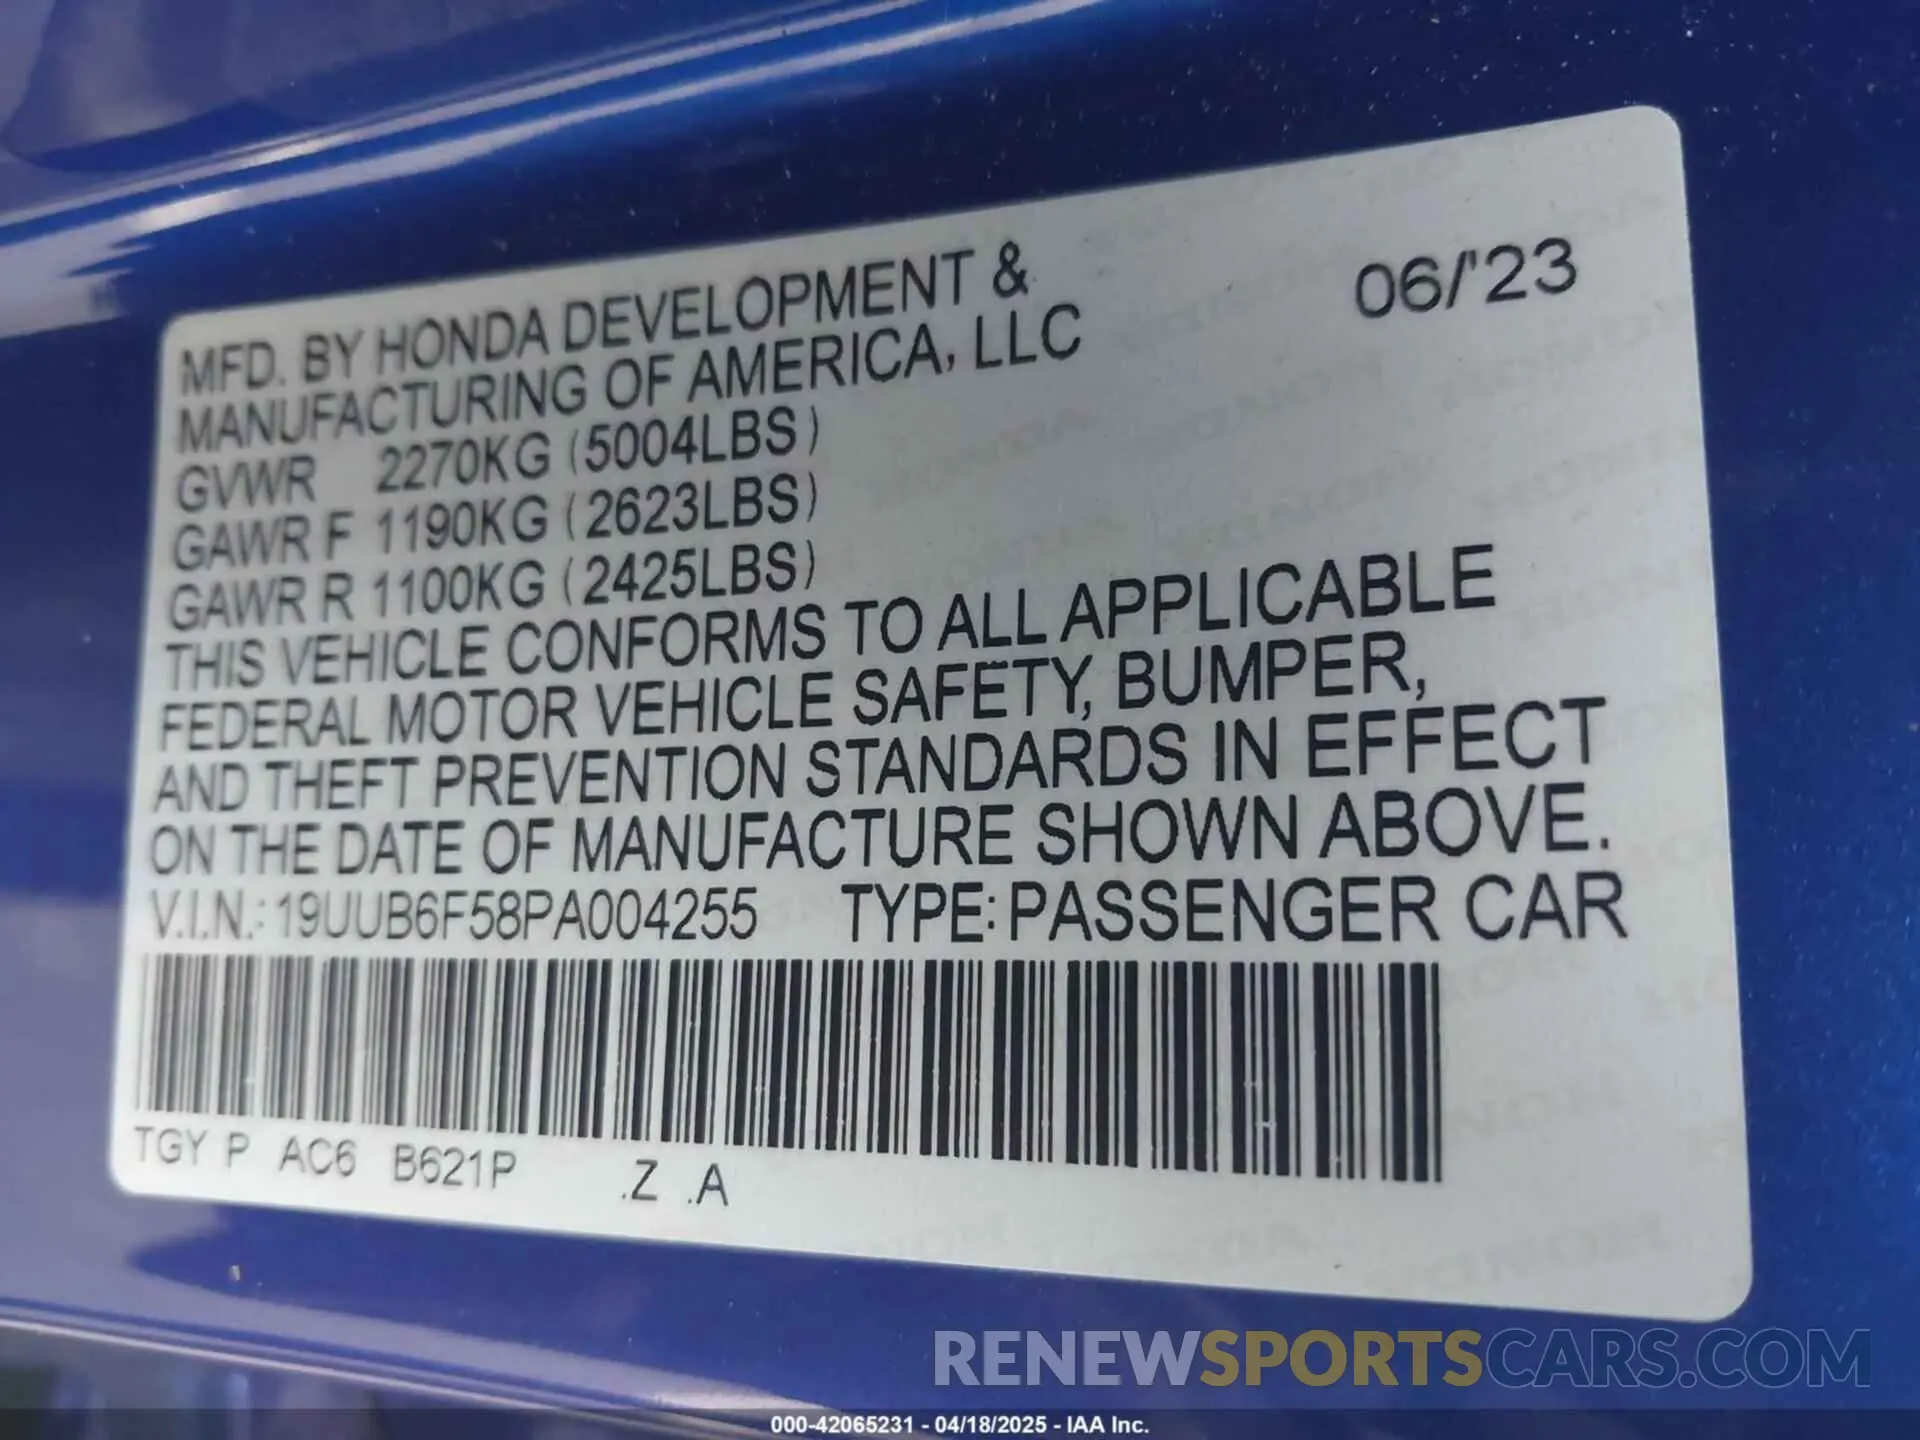 06/'23
MFD. BY HONDA DEVELOPMENT &
MANUFACTURING OF AMERICA, LLC
GVWR 2270KG (5004LBS)
GAWR F 1190KG (2623LBS)
GAWR R 1100KG (2425LBS)
THIS VEHICLE CONFORMS TO ALL APPLICABLE
FEDERAL MOTOR VEHICLE SAFETY, BUMPER,
AND THEFT PREVENTION STANDARDS IN EFFECT
ON THE DATE OF MANUFACTURE SHOWN ABOVE.
V.I.N.: 19UUB6F58PA004255 TYPE: PASSENGER CAR
TGY P AC6 B621P .Z .A
RENEWSPORTSCARS.COM
000-42065231 - 04/18/2025 - IAA Inc.